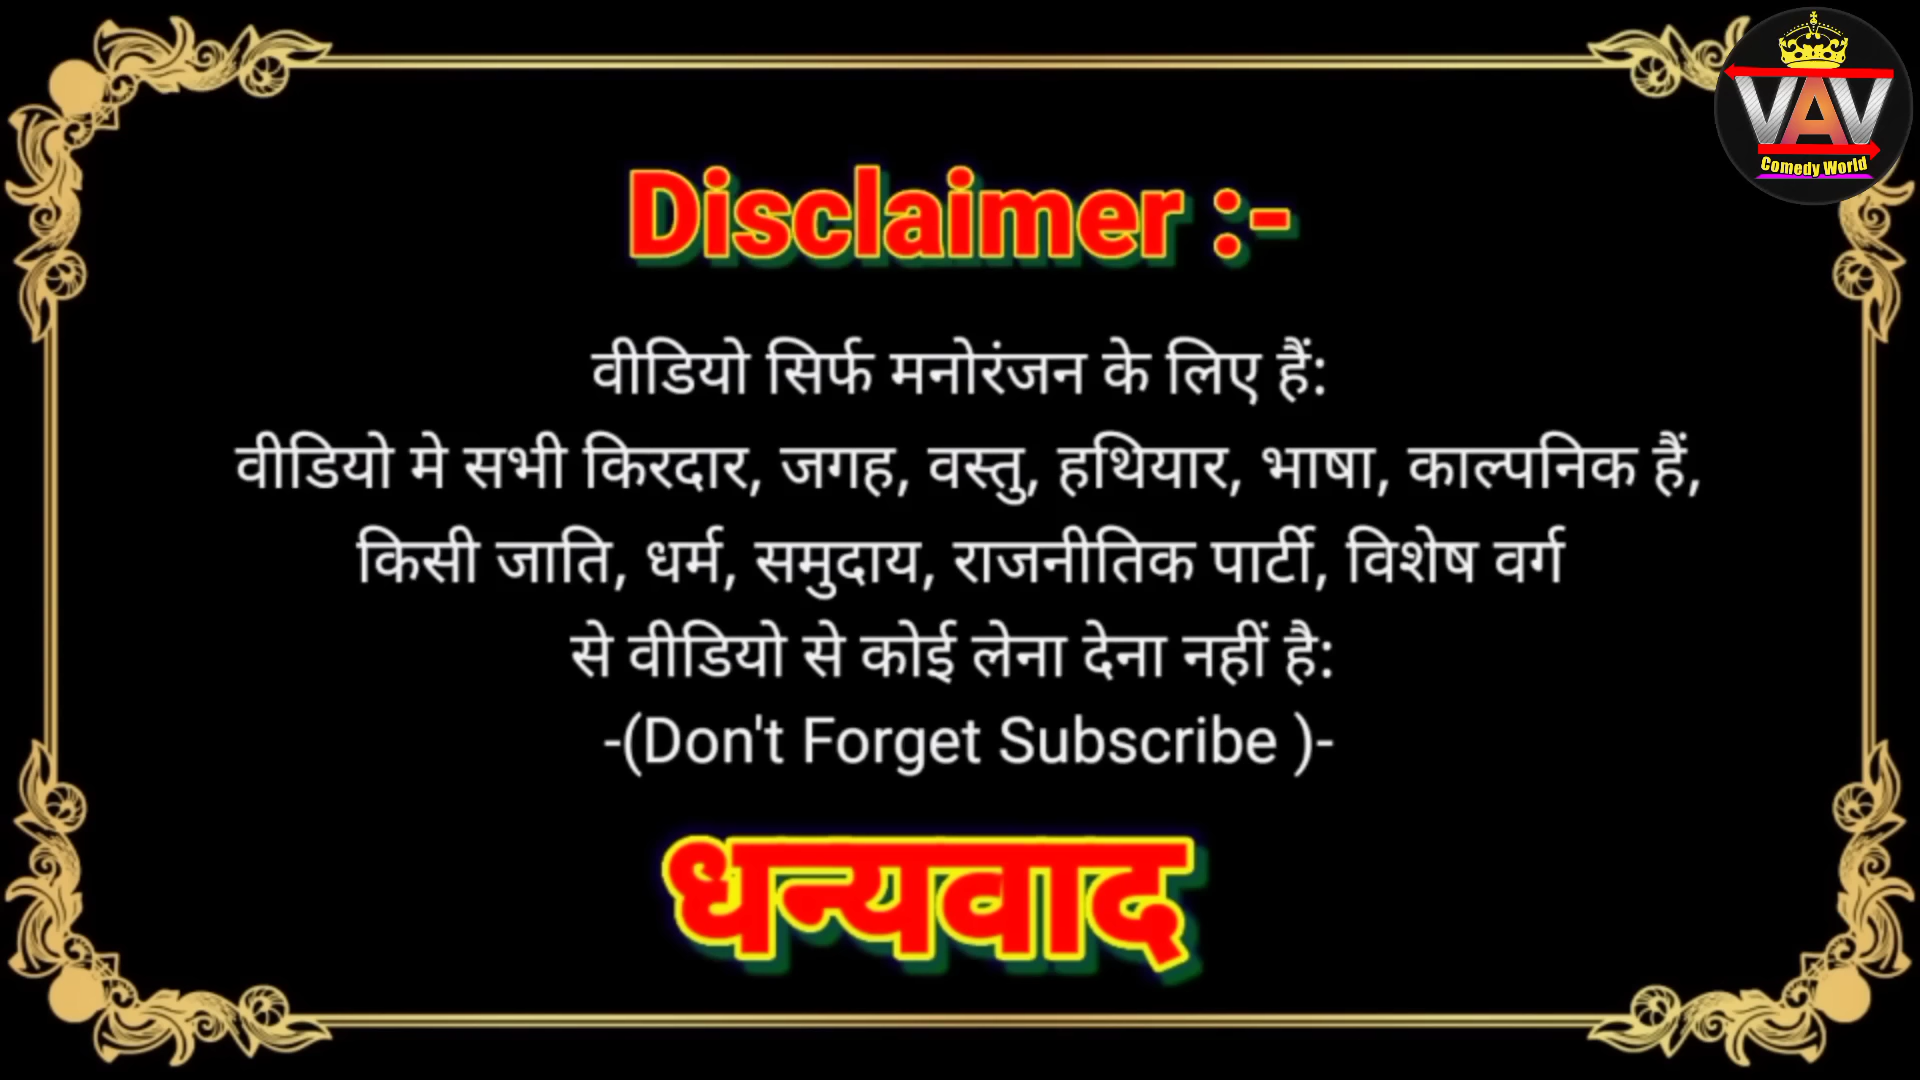 VAV
Comedy World
Disclaimer :-
वीडियो सिर्फ मनोरंजन के लिए हैं:
वीडियो मे सभी किरदार, जगह, वस्तु, हथियार, भाषा, काल्पनिक हैं,
किसी जाति, धर्म, समुदाय, राजनीतिक पार्टी, विशेष वर्ग
से वीडियो से कोई लेना देना नहीं है:
-(Don't Forget Subscribe )-
धन्यवाद